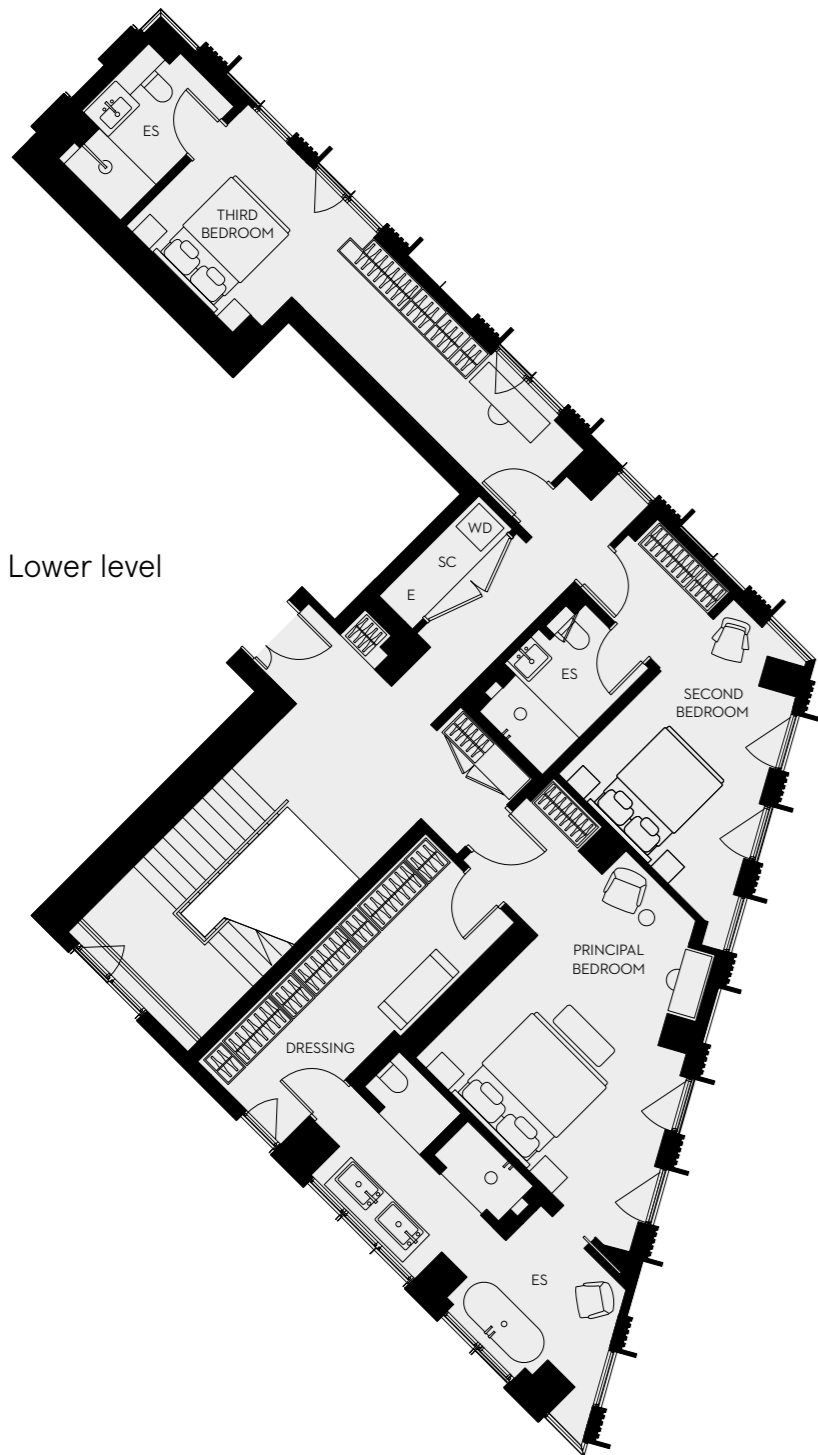 ES
THIRD
BEDROOM
WD
Lower level
SC
E
ES
SECOND
BEDROOM
PRINCIPAL
BEDROOM
DRESSING
ES